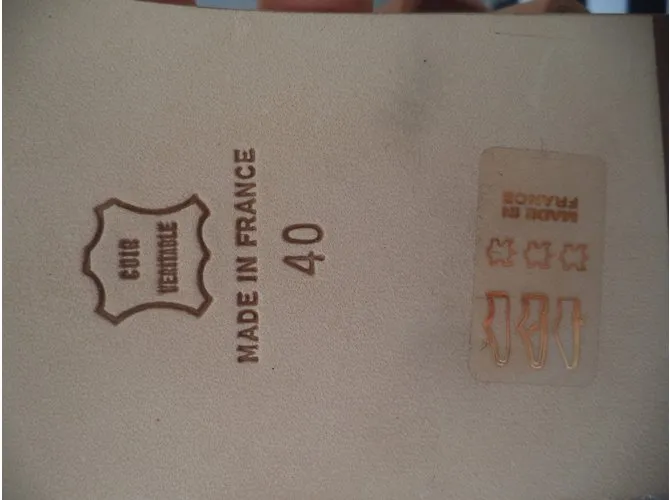 CUIR
VERITABLE
MADE IN FRANCE
40
MADE IN
FRANCE